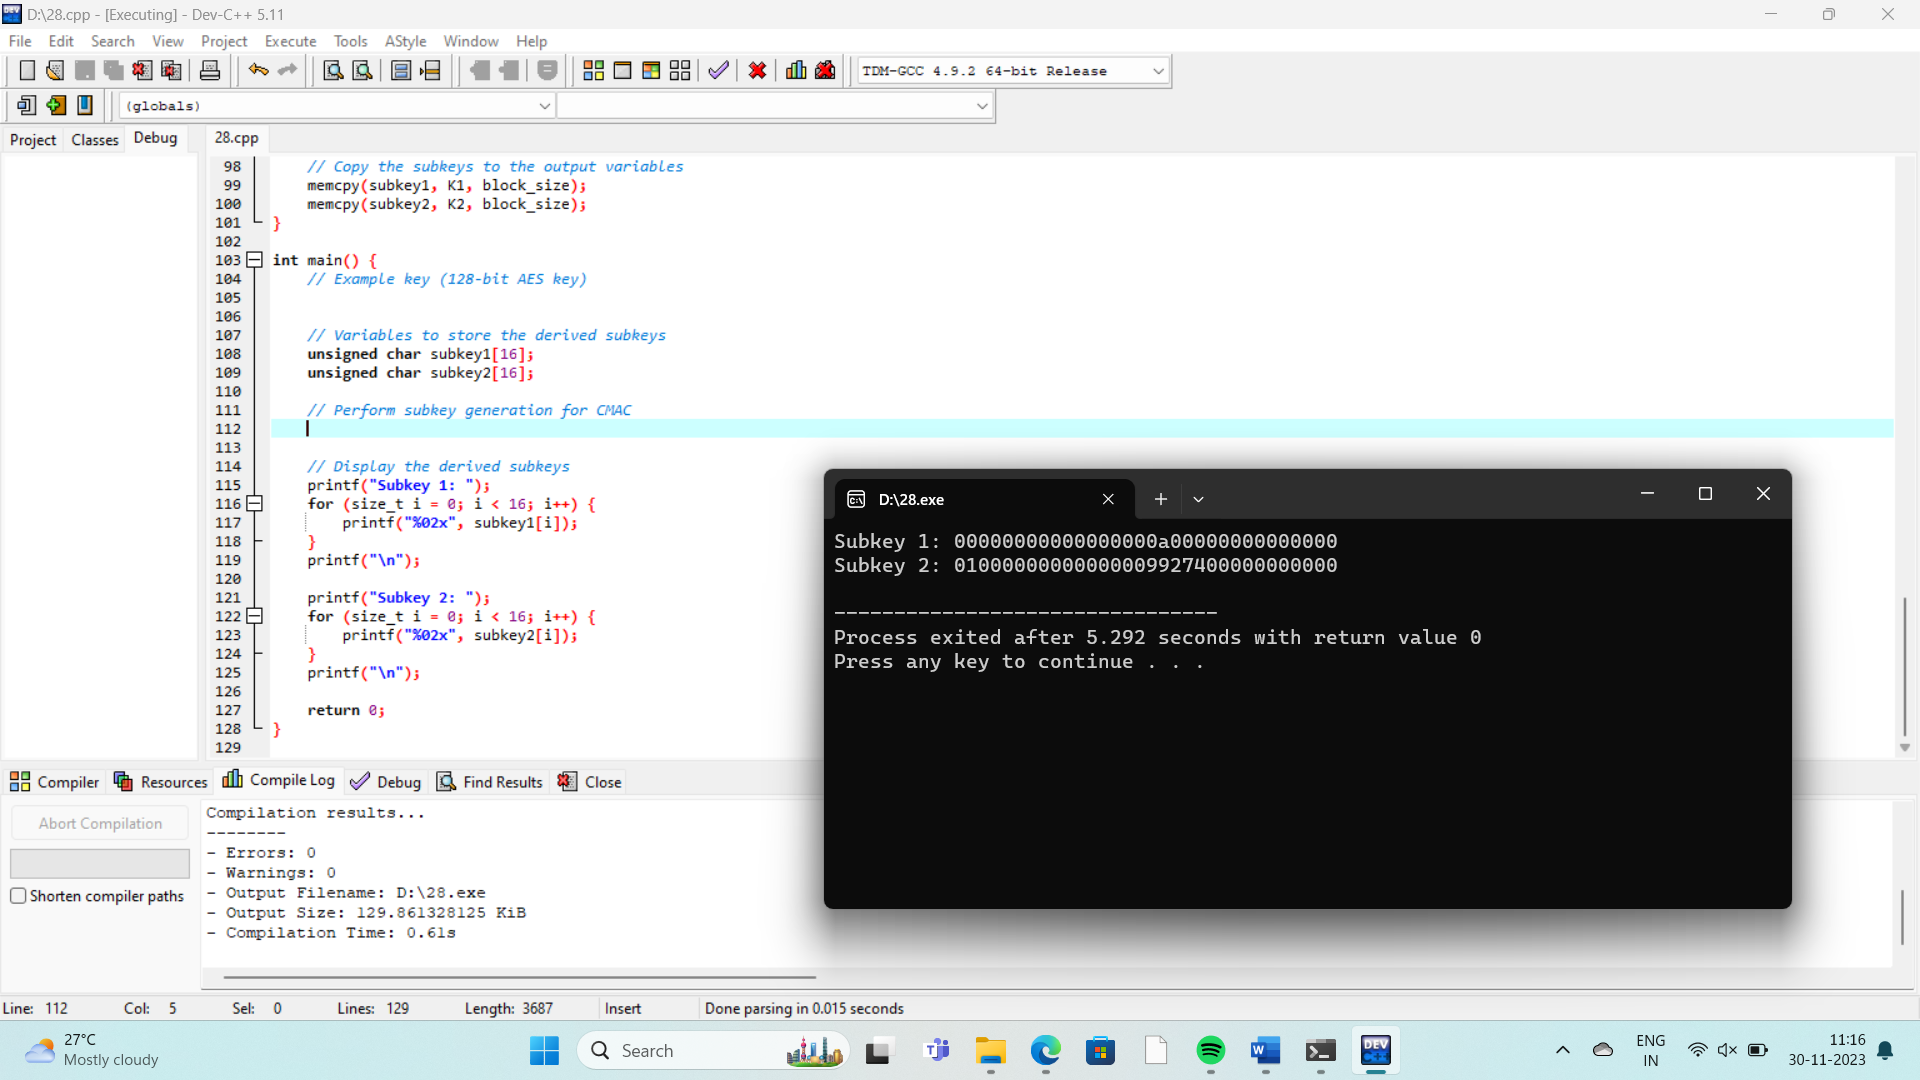 D:\28.cpp - [Executing] - Dev-C++ 5.11
File Edit Search View Project Execute Tools AStyle Window Help
TDM-GCC 4.9.2 64-bit Release
(globals)
Project Classes Debug 28.cpp
98 // Copy the subkeys to the output variables
99 memcpy(subkey1, K1, block_size);
100 memcpy(subkey2, K2, block_size);
101 }
102
103 int main() {
104 // Example key (128-bit AES key)
105
106
107 // Variables to store the derived subkeys
108 unsigned char subkey1[16];
109 unsigned char subkey2[16];
110
111 // Perform subkey generation for CMAC
112
113
114 // Display the derived subkeys
115 printf("Subkey 1: ");
116 for (size_t i = 0; i < 16; i++) {
117 printf("%02x", subkey1[i]);
118 }
119 printf("\n");
120
121 printf("Subkey 2: ");
122 for (size_t i = 0; i < 16; i++) {
123 printf("%02x", subkey2[i]);
124 }
125 printf("\n");
126
127 return 0;
128 }
129
D:\28.exe
Subkey 1: 00000000000000000a00000000000000
Subkey 2: 01000000000000009927400000000000
--------------------------------
Process exited after 5.292 seconds with return value 0
Press any key to continue . . .
Compiler Resources Compile Log Debug Find Results Close
Abort Compilation
Shorten compiler paths
Compilation results...
--------
- Errors: 0
- Warnings: 0
- Output Filename: D:\28.exe
- Output Size: 129.861328125 KiB
- Compilation Time: 0.61s
Line: 112 Col: 5 Sel: 0 Lines: 129 Length: 3687 Insert Done parsing in 0.015 seconds
27°C
Mostly cloudy
Search
DEV
C++
ENG
IN
11:16
30-11-2023